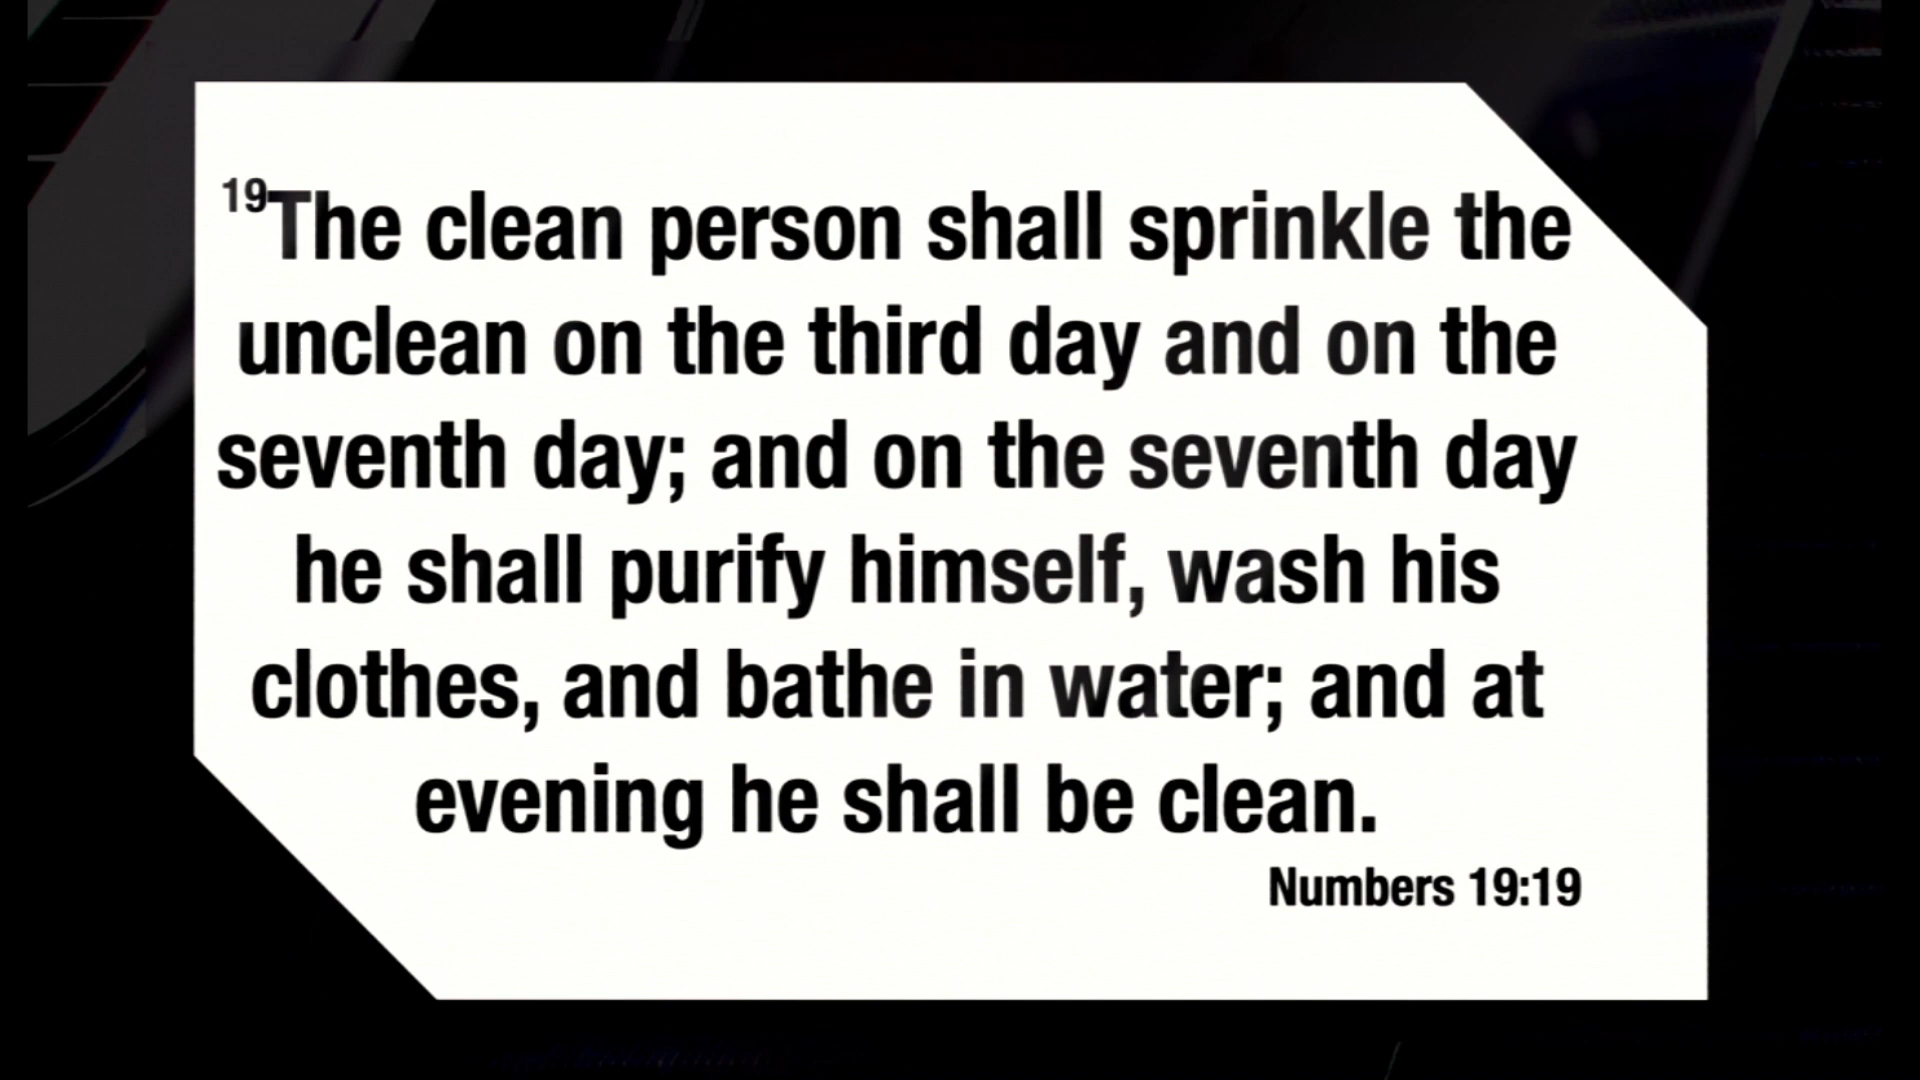 19The clean person shall sprinkle the
unclean on the third day and on the
seventh day; and on the seventh day
he shall purify himself, wash his
clothes, and bathe in water; and at
evening he shall be clean.
Numbers 19:19